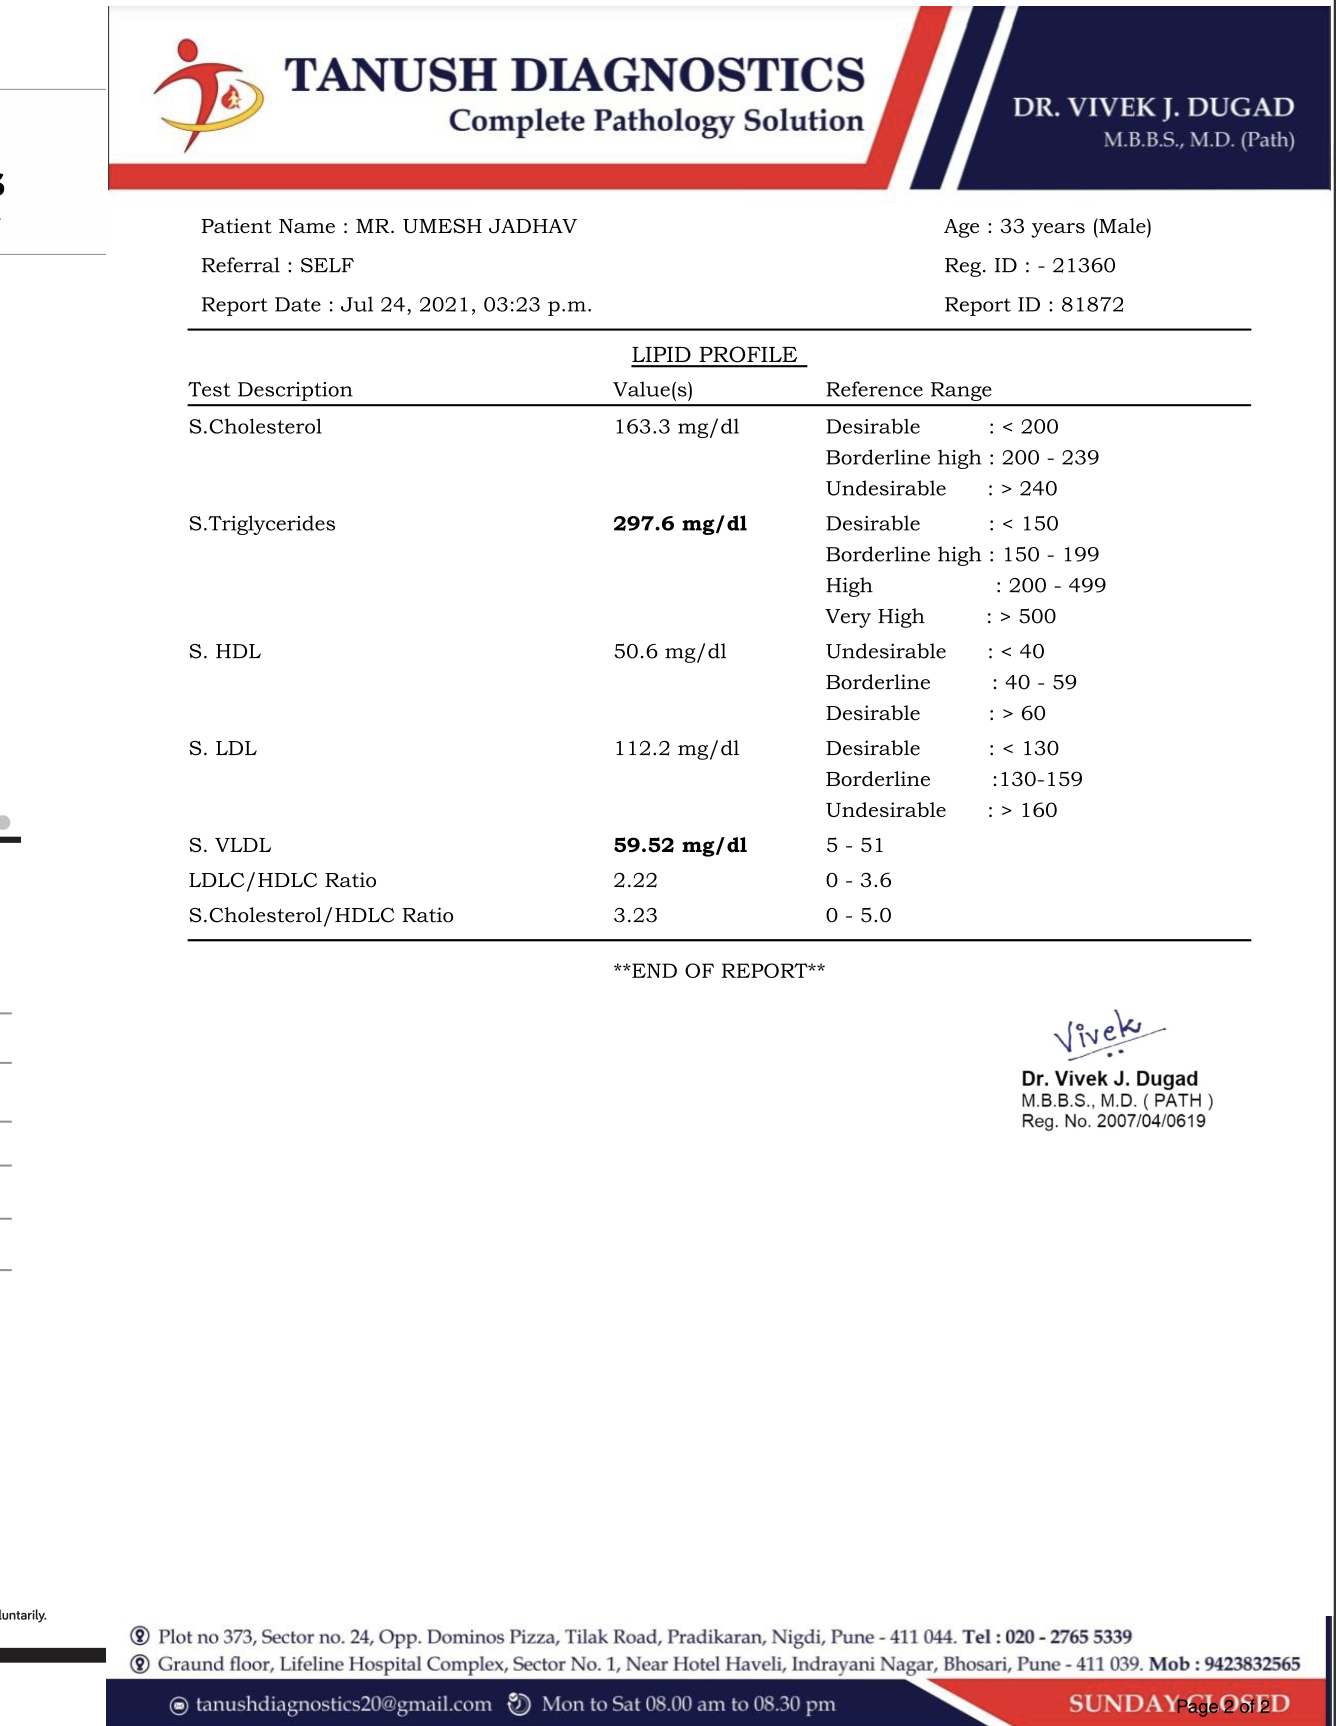 TANUSH DIAGNOSTICS
Complete Pathology Solution
DR. VIVEK J. DUGAD
M.B.B.S., M.D. (Path)
Patient Name : MR. UMESH JADHAV Age : 33 years (Male)
Referral : SELF Reg. ID : - 21360
Report Date : Jul 24, 2021, 03:23 p.m. Report ID : 81872
LIPID PROFILE
Test Description Value(s) Reference Range
S.Cholesterol 163.3 mg/dl Desirable : < 200
Borderline high : 200 - 239
Undesirable : > 240
S.Triglycerides 297.6 mg/dl Desirable : < 150
Borderline high : 150 - 199
High : 200 - 499
Very High : > 500
S. HDL 50.6 mg/dl Undesirable : < 40
Borderline : 40 - 59
Desirable : > 60
S. LDL 112.2 mg/dl Desirable : < 130
Borderline :130-159
Undesirable : > 160
S. VLDL 59.52 mg/dl 5 - 51
LDLC/HDLC Ratio 2.22 0 - 3.6
S.Cholesterol/HDLC Ratio 3.23 0 - 5.0
**END OF REPORT**
Vivek
Dr. Vivek J. Dugad
M.B.B.S., M.D. ( PATH )
Reg. No. 2007/04/0619
luntarily.
Plot no 373, Sector no. 24, Opp. Dominos Pizza, Tilak Road, Pradikaran, Nigdi, Pune - 411 044. Tel : 020 - 2765 5339
Graund floor, Lifeline Hospital Complex, Sector No. 1, Near Hotel Haveli, Indrayani Nagar, Bhosari, Pune - 411 039. Mob : 9423832565
tanushdiagnostics20@gmail.com Mon to Sat 08.00 am to 08.30 pm SUNDAY CLOSED
Page 2 of 2